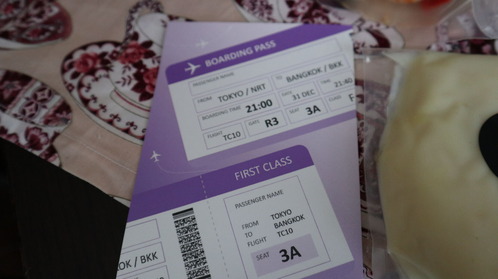 BOARDING PASS
PASSENGER NAME
FROM TOKYO / NRT TO BANGKOK / BKK
BOARDING TIME 21:00 DATE 31 DEC TIME 21:40
FLIGHT TC10 GATE R3 SEAT 3A CLASS F
FIRST CLASS
PASSENGER NAME
FROM TOKYO
TO BANGKOK
FLIGHT TC10
SEAT 3A
OK / BKK